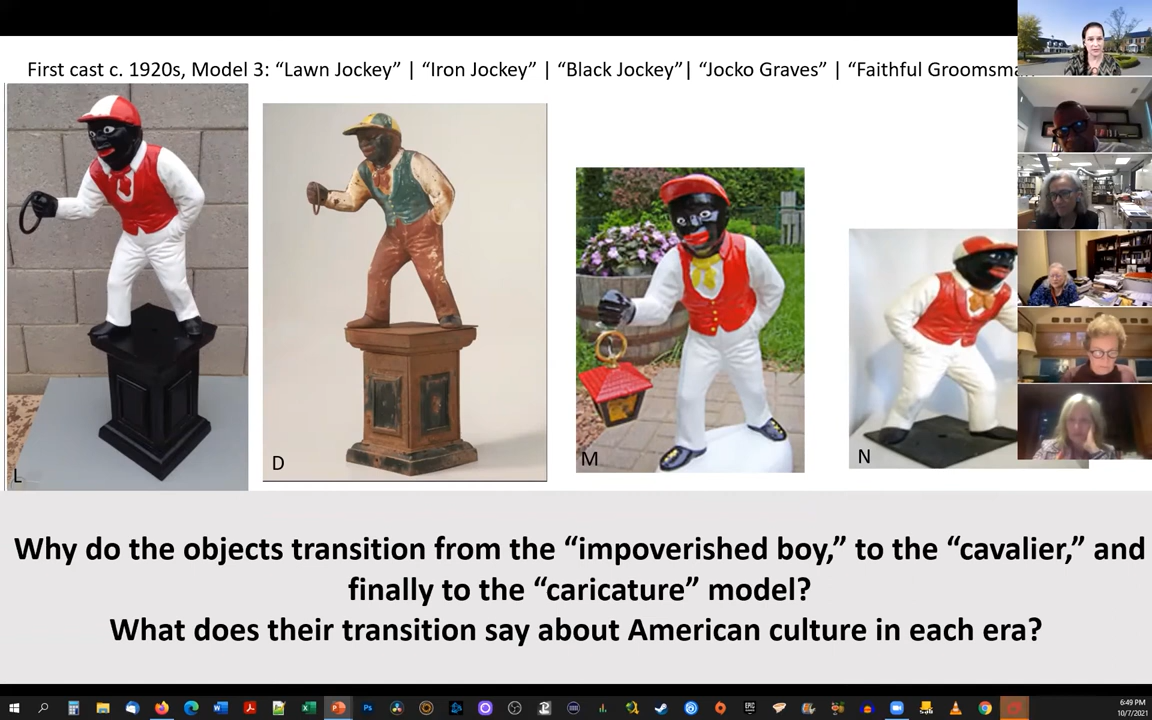 First cast c. 1920s, Model 3: “Lawn Jockey” | “Iron Jockey” | “Black Jockey”| “Jocko Graves” | “Faithful
L
D
M
N
Why do the objects transition from the “impoverished boy,” to the “cavalier,” and
finally to the “caricature” model?
What does their transition say about American culture in each era?
6:49 PM
10/7/2021